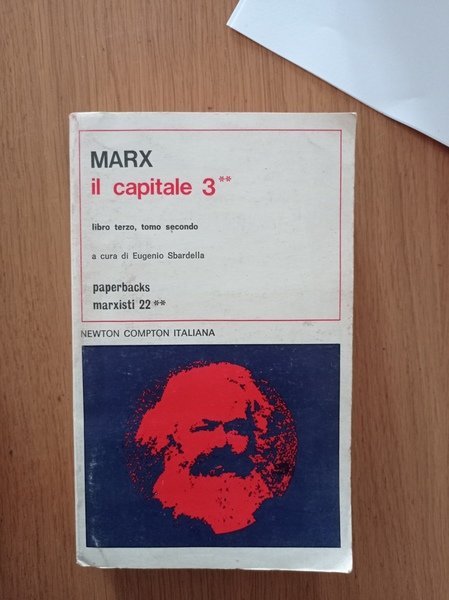 MARX
il capitale 3**
libro terzo, tomo secondo
a cura di Eugenio Sbardella
paperbacks
marxisti 22**
NEWTON COMPTON ITALIANA